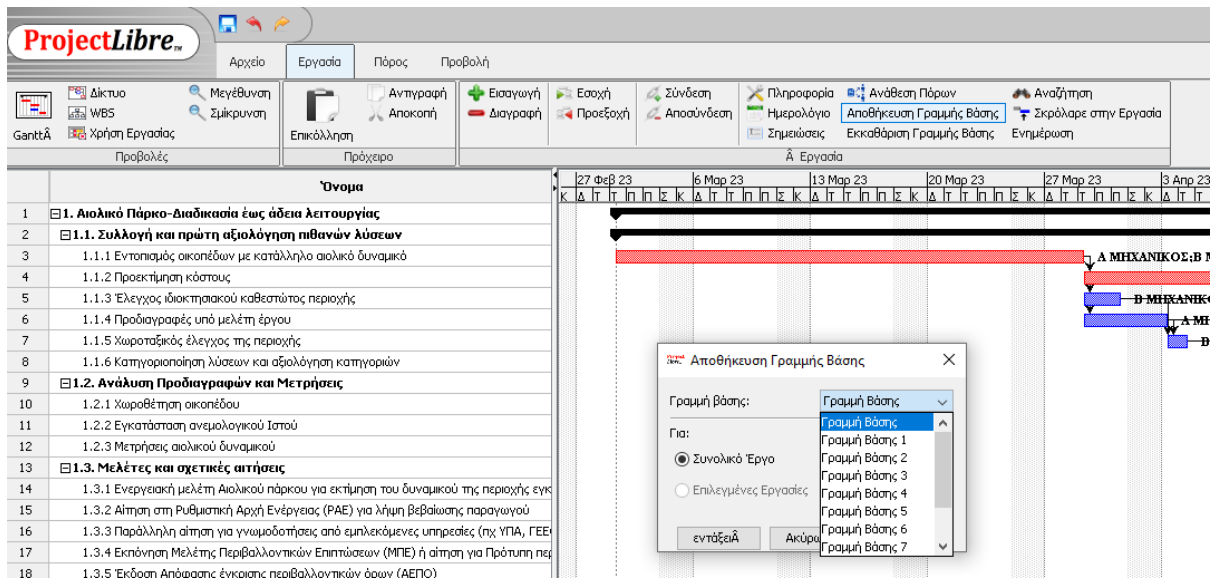 ProjectLibre™
Αρχείο Εργασία Πόρος Προβολή
GanttÂ
Δίκτυο
WBS
Χρήση Εργασίας
Μεγέθυνση
Σμίκρυνση
Προβολές
Επικόλληση
Αντιγραφή
Αποκοπή
Πρόχειρο
Εισαγωγή
Διαγραφή
Εσοχή
Προεξοχή
Σύνδεση
Αποσύνδεση
Πληροφορία
Ημερολόγιο
Σημειώσεις
Ανάθεση Πόρων
Αποθήκευση Γραμμής Βάσης
Εκκαθάριση Γραμμής Βάσης
Αναζήτηση
Σκρόλαρε στην Εργασία
Ενημέρωση
Â Εργασία
Όνομα
27 Φεβ 23 6 Μαρ 23 13 Μαρ 23 20 Μαρ 23 27 Μαρ 23 3 Απρ 23
Κ Δ Τ Τ Π Π Σ Κ Δ Τ Τ Π Π Σ Κ Δ Τ Τ Π Π Σ Κ Δ Τ Τ Π Π Σ Κ Δ Τ Τ Π Π Σ Κ Δ Τ Τ
1 1. Αιολικό Πάρκο-Διαδικασία έως άδεια λειτουργίας
2 1.1. Συλλογή και πρώτη αξιολόγηση πιθανών λύσεων
3 1.1.1 Εντοπισμός οικοπέδων με κατάλληλο αιολικό δυναμικό
4 1.1.2 Προεκτίμηση κόστους
5 1.1.3 Έλεγχος ιδιοκτησιακού καθεστώτος περιοχής
6 1.1.4 Προδιαγραφές υπό μελέτη έργου
7 1.1.5 Χωροταξικός έλεγχος της περιοχής
8 1.1.6 Κατηγοριοποίηση λύσεων και αξιολόγηση κατηγοριών
9 1.2. Ανάλυση Προδιαγραφών και Μετρήσεις
10 1.2.1 Χωροθέτηση οικοπέδου
11 1.2.2 Εγκατάσταση ανεμολογικού Ιστού
12 1.2.3 Μετρήσεις αιολικού δυναμικού
13 1.3. Μελέτες και σχετικές αιτήσεις
14 1.3.1 Ενεργειακή μελέτη Αιολικού πάρκου για εκτίμηση του δυναμικού της περιοχής εγκ
15 1.3.2 Αίτηση στη Ρυθμιστική Αρχή Ενέργειας (ΡΑΕ) για λήψη βεβαίωσης παραγωγού
16 1.3.3 Παράλληλη αίτηση για γνωμοδοτήσεις από εμπλεκόμενες υπηρεσίες (πχ ΥΠΑ, ΓΕΕ
17 1.3.4 Εκπόνηση Μελέτης Περιβαλλοντικών Επιπτώσεων (ΜΠΕ) ή αίτηση για Πρότυπη περ
18 1.3.5 Έκδοση Απόφασης έγκρισης περιβαλλοντικών όρων (ΑΕΠΟ)
Α ΜΗΧΑΝΙΚΟΣ;Β Μ
Β ΜΗΧΑΝΙΚΟ
Α ΜΗ
Β
Αποθήκευση Γραμμής Βάσης
Γραμμή βάσης: Γραμμή Βάσης
Για:
Συνολικό Έργο
Επιλεγμένες Εργασίες
εντάξειÂ Ακύρω
Γραμμή Βάσης
Γραμμή Βάσης 1
Γραμμή Βάσης 2
Γραμμή Βάσης 3
Γραμμή Βάσης 4
Γραμμή Βάσης 5
Γραμμή Βάσης 6
Γραμμή Βάσης 7